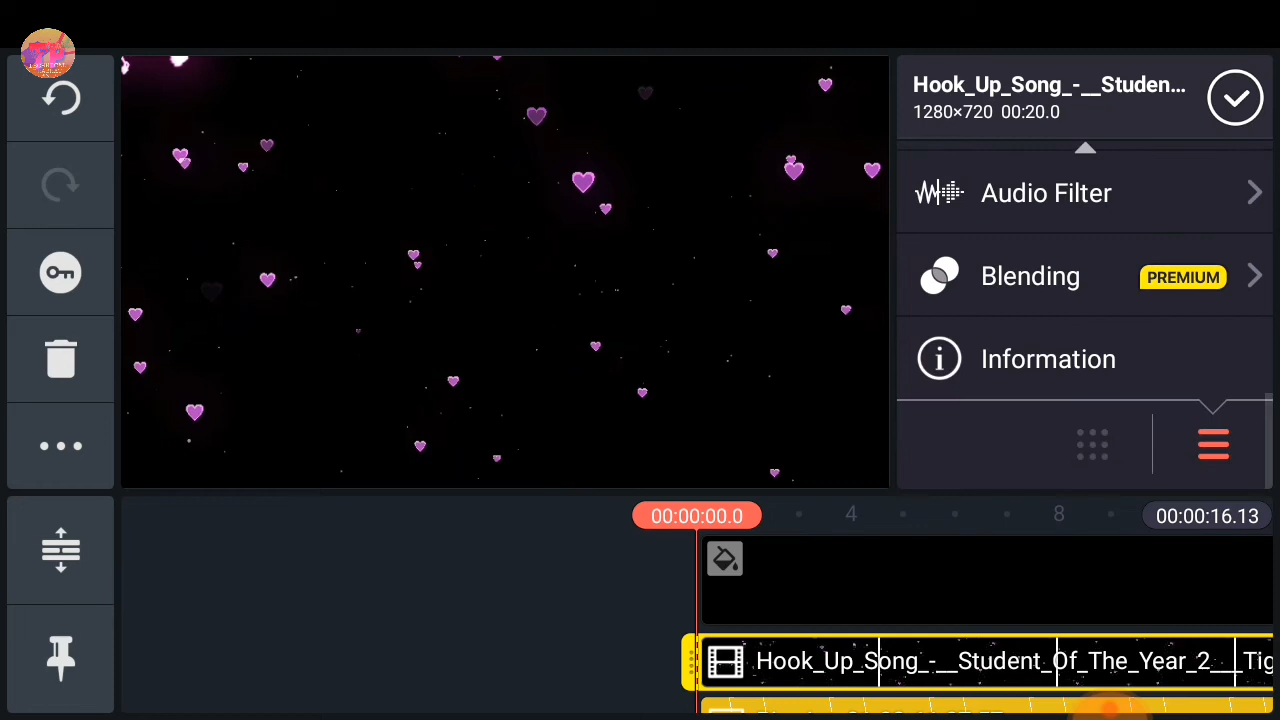 Hook_Up_Song_-__Studen...
1280×720 00:20.0
Audio Filter
Blending PREMIUM
Information
00:00:00.0 4 8 00:00:16.13
Hook_Up_Song_-__Student_Of_The_Year_2___Tig